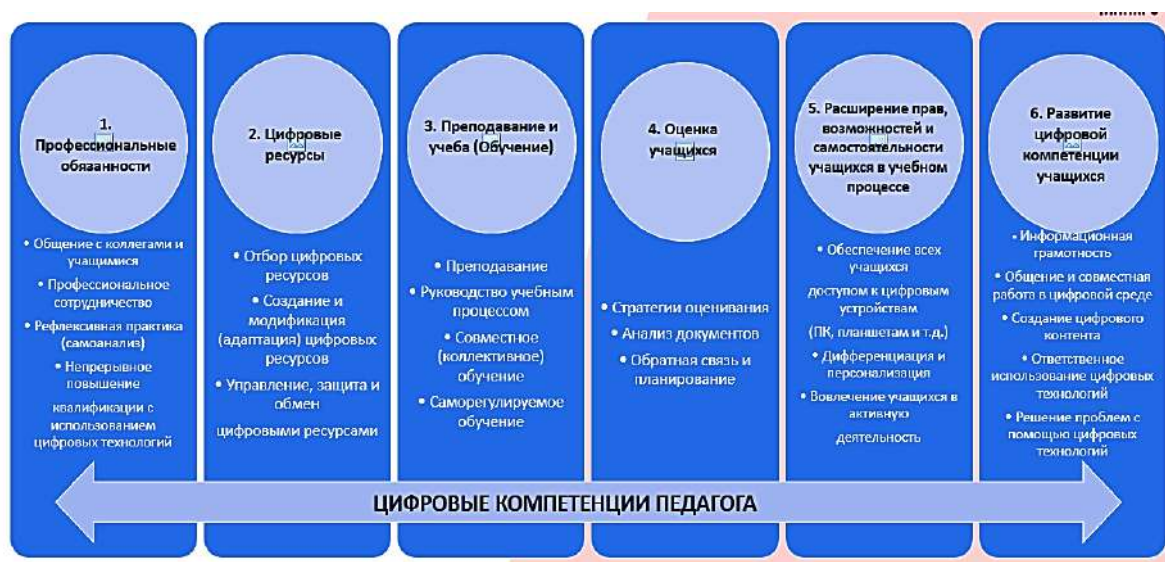 1.
Профессиональные
обязанности
• Общение с коллегами и
учащимися
• Профессиональное
сотрудничество
• Рефлексивная практика
(самоанализ)
• Непрерывное
повышение
квалификации с
использованием
цифровых технологий
2. Цифровые
ресурсы
• Отбор цифровых
ресурсов
• Создание и
модификация
(адаптация) цифровых
ресурсов
• Управление, защита и
обмен
цифровыми ресурсами
3. Преподавание и
учеба (Обучение)
• Преподавание
• Руководство учебным
процессом
• Совместное
(коллективное)
обучение
• Саморегулируемое
обучение
4. Оценка
учащихся
• Стратегии оценивания
• Анализ документов
• Обратная связь и
планирование
5. Расширение прав,
возможностей и
самостоятельности
учащихся в учебном
процессе
• Обеспечение всех
учащихся
доступом к цифровым
устройствам
(ПК, планшетам и т.д.)
• Дифференциация и
персонализация
• Вовлечение учащихся в
активную
деятельность
6. Развитие
цифровой
компетенции
учащихся
• Информационная
грамотность
• Общение и совместная
работа в цифровой среде
• Создание цифрового
контента
• Ответственное
использование цифровых
технологий
• Решение проблем с
помощью цифровых
технологий
ЦИФРОВЫЕ КОМПЕТЕНЦИИ ПЕДАГОГА